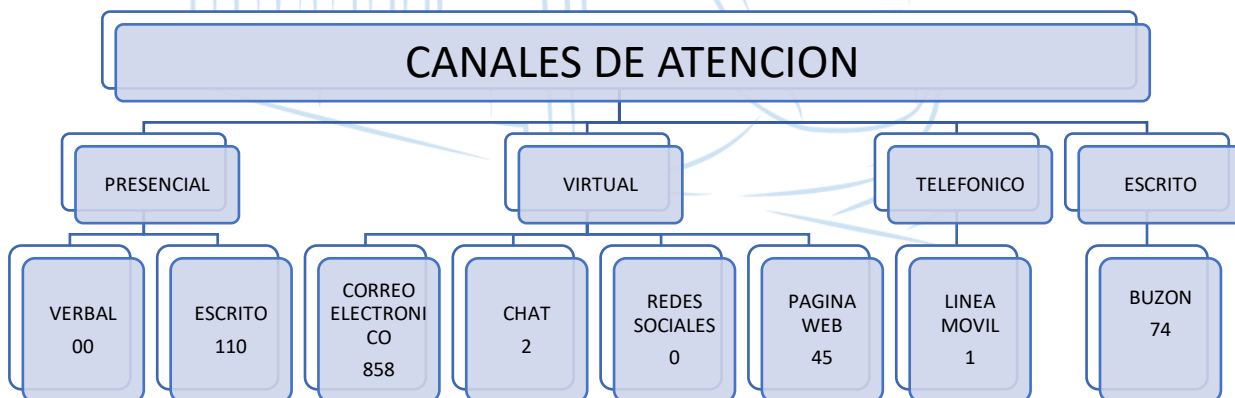 CANALES DE ATENCION
PRESENCIAL
VIRTUAL
TELEFONICO
ESCRITO
VERBAL
00
ESCRITO
110
CORREO
ELECTRONI
CO
858
CHAT
2
REDES
SOCIALES
0
PAGINA
WEB
45
LINEA
MOVIL
1
BUZON
74